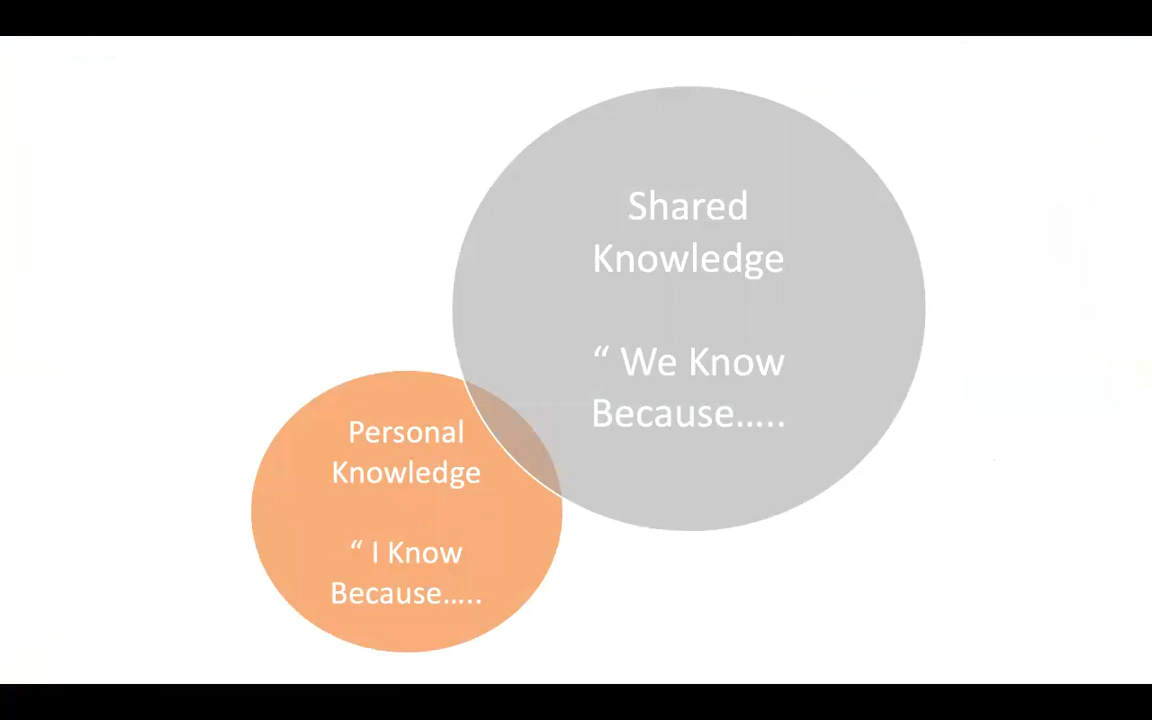 Shared
Knowledge
“ We Know
Because…..
Personal
Knowledge
“ I Know
Because…..